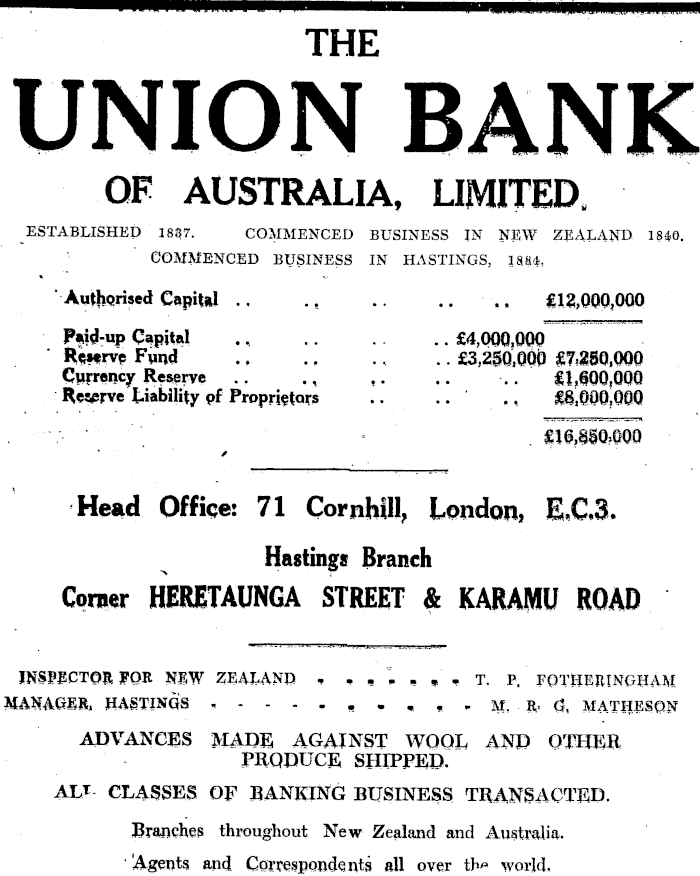 THE
UNION BANK
OF AUSTRALIA, LIMITED.
ESTABLISHED 1837. COMMENCED BUSINESS IN NEW ZEALAND 1840.
COMMENCED BUSINESS IN HASTINGS, 1884.
Authorised Capital .. .. .. .. .. £12,000,000
Paid-up Capital .. .. .. .. £4,000,000
Reserve Fund .. .. .. .. £3,250,000 £7,250,000
Currency Reserve .. .. .. .. .. £1,600,000
Reserve Liability of Proprietors .. .. .. £8,000,000
£16,850,000
Head Office: 71 Cornhill, London, E.C.3.
Hastings Branch
Corner HERETAUNGA STREET & KARAMU ROAD
INSPECTOR FOR NEW ZEALAND - - - - - - - T. P. FOTHERINGHAM
MANAGER, HASTINGS - - - - - - - - - - M. R. G. MATHESON
ADVANCES MADE AGAINST WOOL AND OTHER
PRODUCE SHIPPED.
ALL CLASSES OF BANKING BUSINESS TRANSACTED.
Branches throughout New Zealand and Australia.
Agents and Correspondents all over the world.